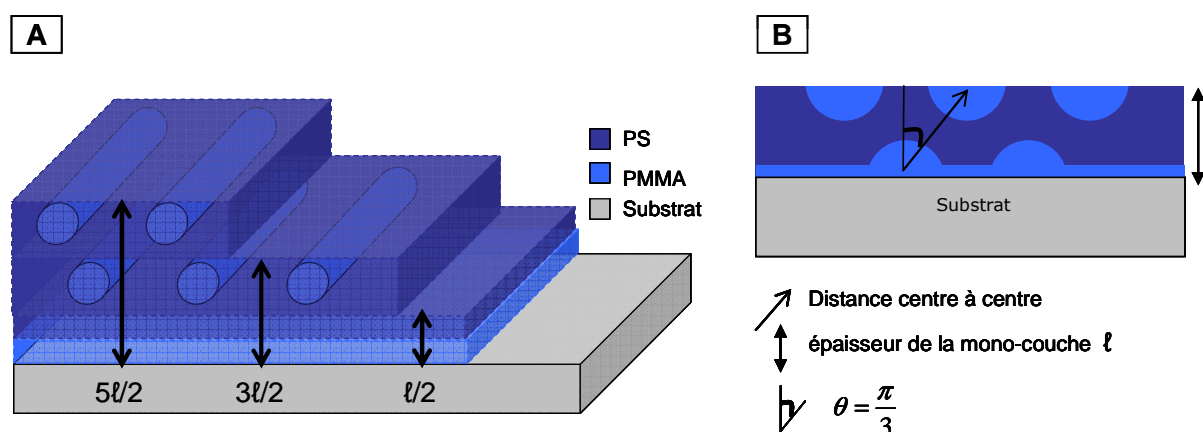 A
PS
PMMA
Substrat
5ℓ/2
3ℓ/2
ℓ/2
B
Substrat
Distance centre à centre
épaisseur de la mono-couche ℓ
θ = π/3